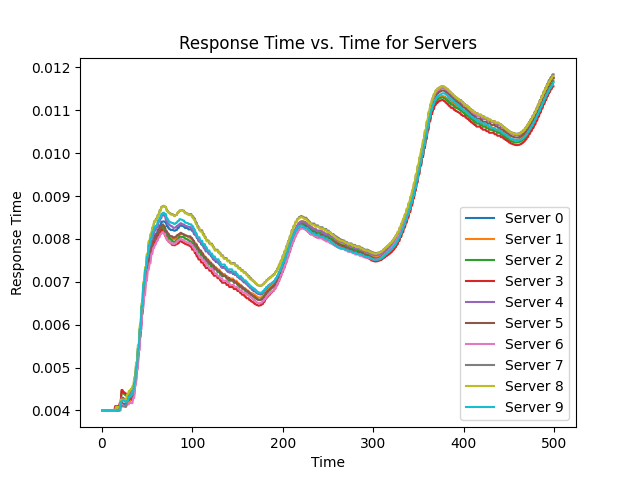 Response Time vs. Time for Servers
Response Time
0.012
0.011
0.010
0.009
0.008
0.007
0.006
0.005
0.004
0
100
200
300
400
500
Time
Server 0
Server 1
Server 2
Server 3
Server 4
Server 5
Server 6
Server 7
Server 8
Server 9